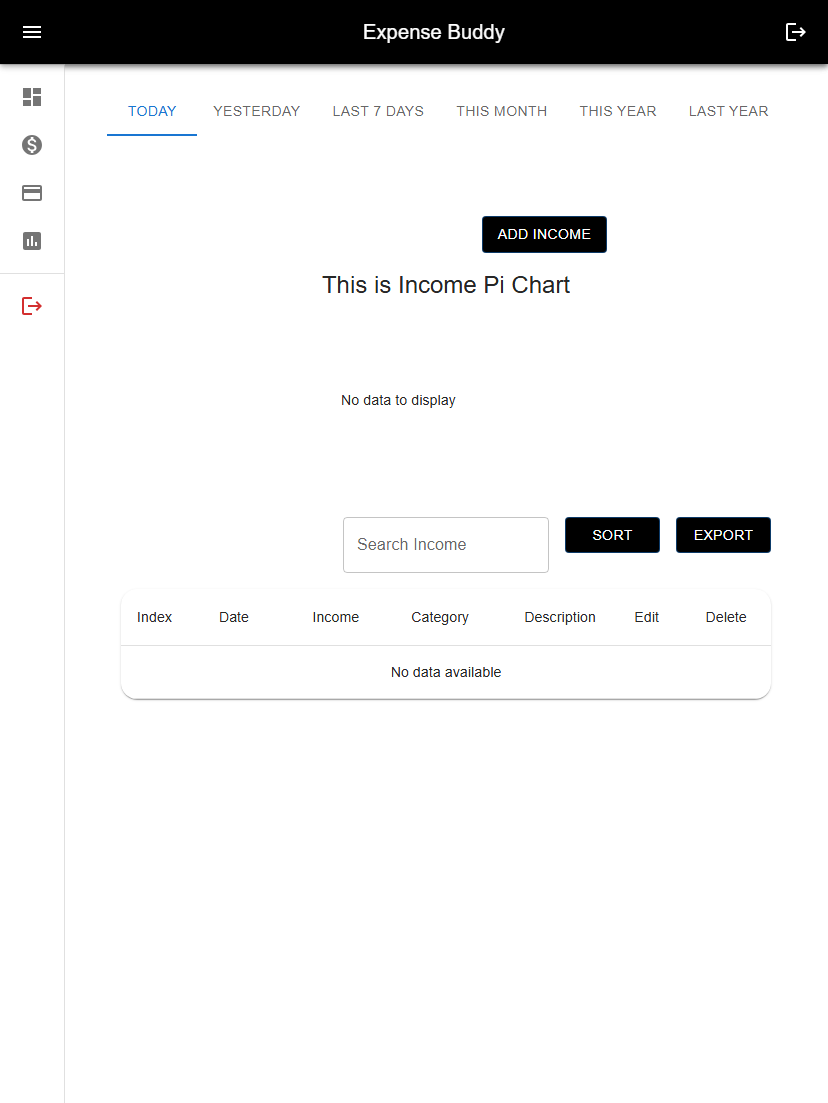 Expense Buddy
TODAY YESTERDAY LAST 7 DAYS THIS MONTH THIS YEAR LAST YEAR
ADD INCOME
This is Income Pi Chart
No data to display
Search Income SORT EXPORT
Index Date Income Category Description Edit Delete
No data available